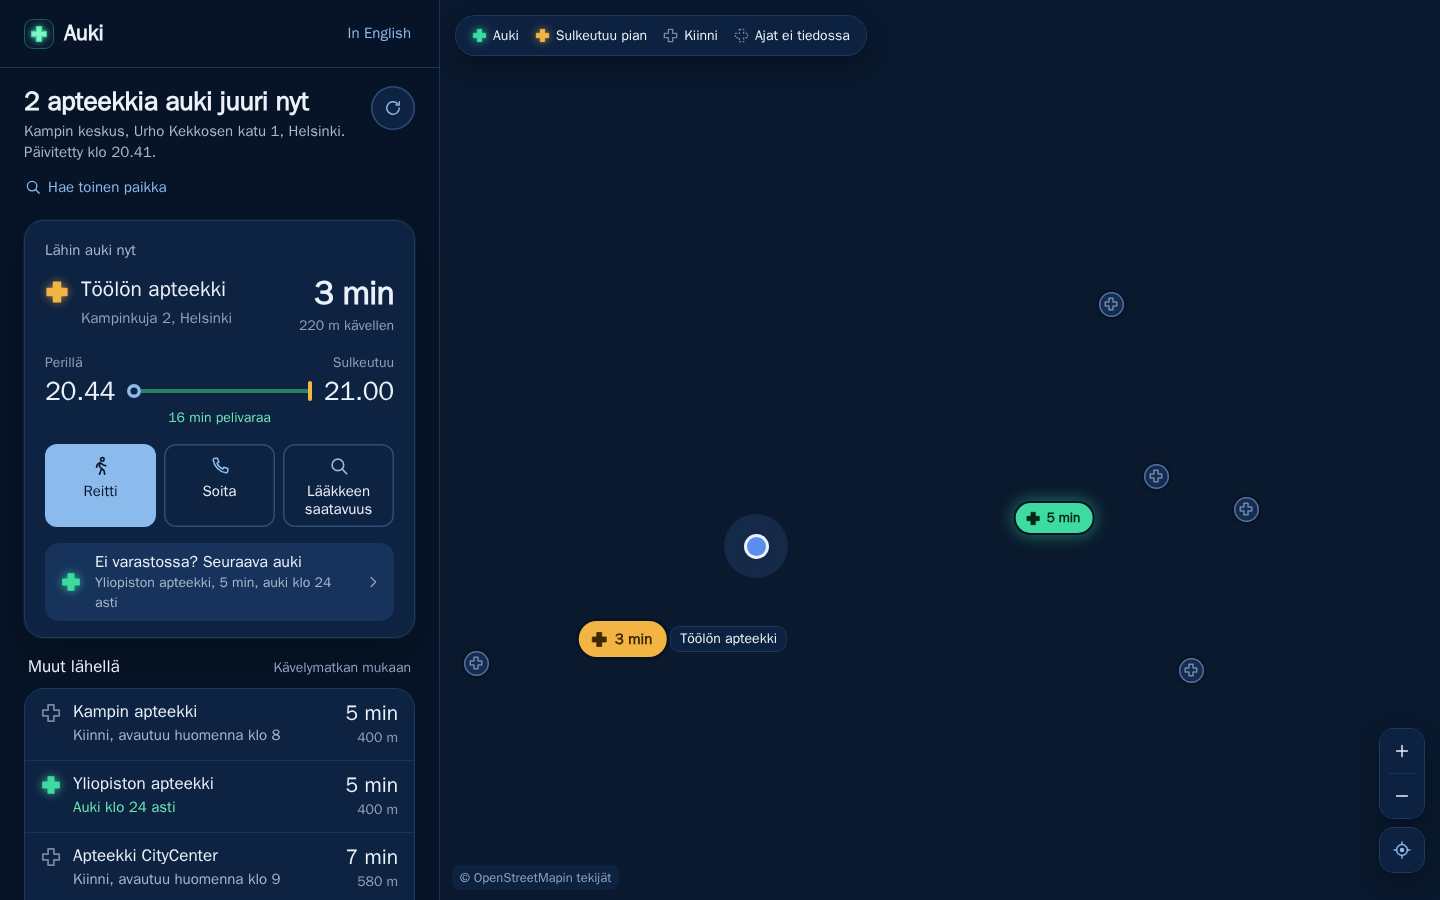 Auki
In English
2 apteekkia auki juuri nyt
Kampin keskus, Urho Kekkosen katu 1, Helsinki.
Päivitetty klo 20.41.
Hae toinen paikka
Lähin auki nyt
Töölön apteekki
3 min
Kampinkuja 2, Helsinki
220 m kävellen
Perillä
Sulkeutuu
20.44
21.00
16 min pelivaraa
Reitti
Soita
Lääkkeen
saatavuus
Ei varastossa? Seuraava auki
Yliopiston apteekki, 5 min, auki klo 24
asti
Muut lähellä
Kävelymatkan mukaan
Kampin apteekki
5 min
Kiinni, avautuu huomenna klo 8
400 m
Yliopiston apteekki
5 min
Auki klo 24 asti
400 m
Apteekki CityCenter
7 min
Kiinni, avautuu huomenna klo 9
580 m
Auki
Sulkeutuu pian
Kiinni
Ajat ei tiedossa
5 min
3 min
Töölön apteekki
© OpenStreetMapin tekijät